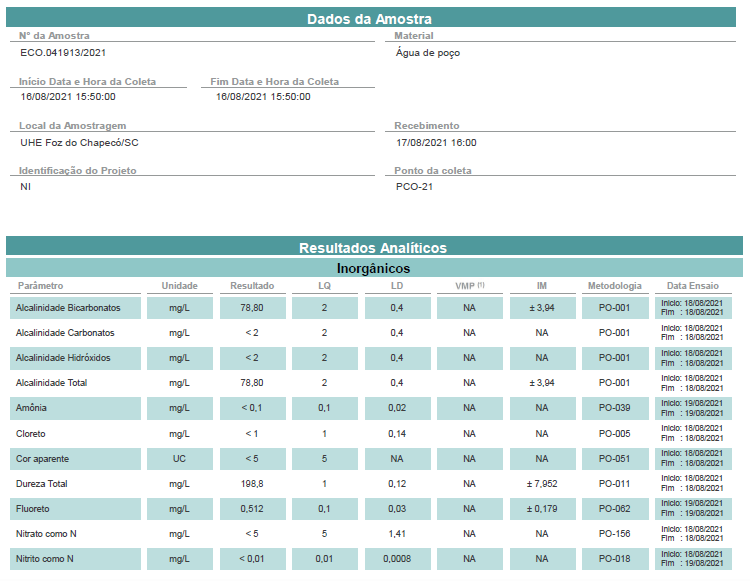 Dados da Amostra
Nº da Amostra Material
ECO.041913/2021 Água de poço
Início Data e Hora da Coleta Fim Data e Hora da Coleta
16/08/2021 15:50:00 16/08/2021 15:50:00
Local da Amostragem Recebimento
UHE Foz do Chapecó/SC 17/08/2021 16:00
Identificação do Projeto Ponto da coleta
NI PCO-21
Resultados Analíticos
Inorgânicos
Parâmetro Unidade Resultado LQ LD VMP (1) IM Metodologia Data Ensaio
Alcalinidade Bicarbonatos mg/L 78,80 2 0,4 NA ± 3,94 PO-001 Início: 18/08/2021
Fim : 18/08/2021
Alcalinidade Carbonatos mg/L < 2 2 0,4 NA NA PO-001 Início: 18/08/2021
Fim : 18/08/2021
Alcalinidade Hidróxidos mg/L < 2 2 0,4 NA NA PO-001 Início: 18/08/2021
Fim : 18/08/2021
Alcalinidade Total mg/L 78,80 2 0,4 NA ± 3,94 PO-001 Início: 18/08/2021
Fim : 18/08/2021
Amônia mg/L < 0,1 0,1 0,02 NA NA PO-039 Início: 19/08/2021
Fim : 19/08/2021
Cloreto mg/L < 1 1 0,14 NA NA PO-005 Início: 18/08/2021
Fim : 18/08/2021
Cor aparente UC < 5 5 NA NA NA PO-051 Início: 18/08/2021
Fim : 18/08/2021
Dureza Total mg/L 198,8 1 0,12 NA ± 7,952 PO-011 Início: 18/08/2021
Fim : 18/08/2021
Fluoreto mg/L 0,512 0,1 0,03 NA ± 0,179 PO-062 Início: 19/08/2021
Fim : 19/08/2021
Nitrato como N mg/L < 5 5 1,41 NA NA PO-156 Início: 18/08/2021
Fim : 18/08/2021
Nitrito como N mg/L < 0,01 0,01 0,0008 NA NA PO-018 Início: 18/08/2021
Fim : 19/08/2021